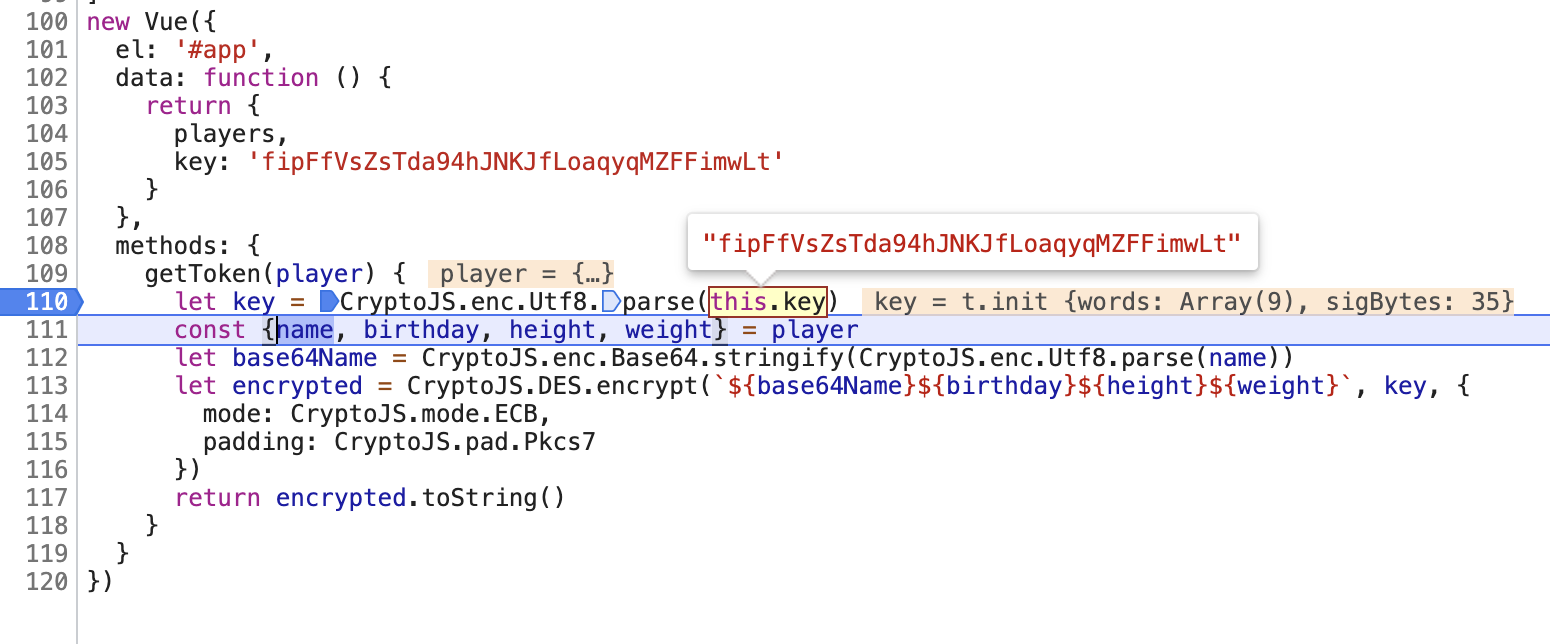 100 new Vue({
101 el: '#app',
102 data: function () {
103 return {
104 players,
105 key: 'fipFfVsZsTda94hJNKJfLoaqyqMZFFimwLt'
106 }
107 },
108 methods: {
"fipFfVsZsTda94hJNKJfLoaqyqMZFFimwLt"
109 getToken(player) { player = {…}
110 let key = CryptoJS.enc.Utf8.parse(this.key) key = t.init {words: Array(9), sigBytes: 35}
111 const {name, birthday, height, weight} = player
112 let base64Name = CryptoJS.enc.Base64.stringify(CryptoJS.enc.Utf8.parse(name))
113 let encrypted = CryptoJS.DES.encrypt(`${base64Name}${birthday}${height}${weight}`, key, {
114 mode: CryptoJS.mode.ECB,
115 padding: CryptoJS.pad.Pkcs7
116 })
117 return encrypted.toString()
118 }
119 }
120 })